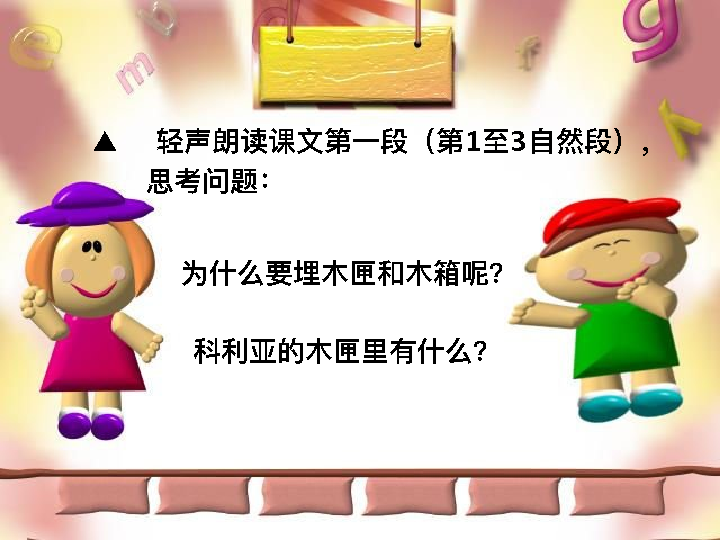 ▲ 轻声朗读课文第一段（第1至3自然段），
思考问题：
为什么要埋木匣和木箱呢？
科利亚的木匣里有什么？
e
m
b
a
f
g
y